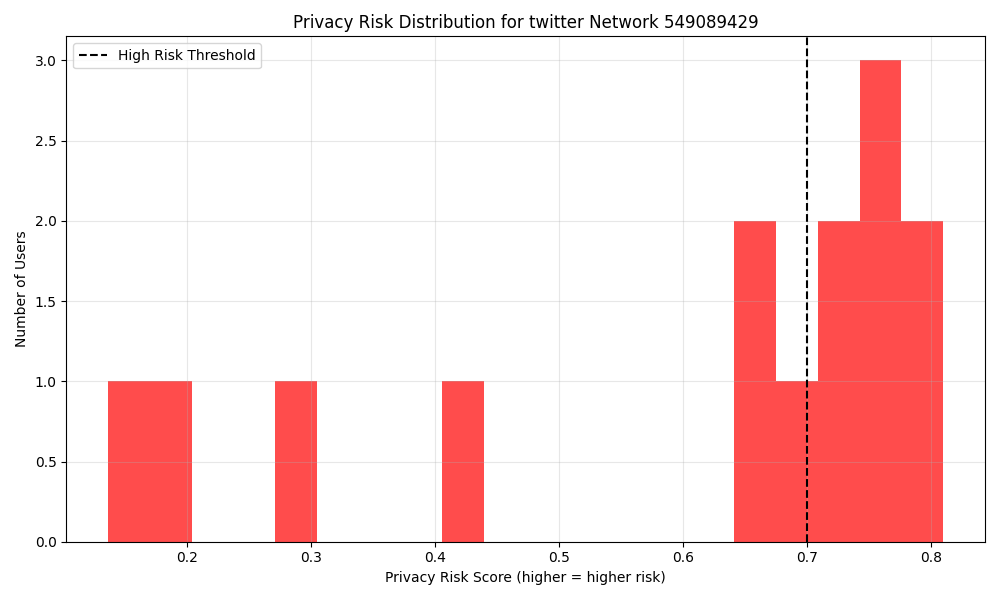 Privacy Risk Distribution for twitter Network 549089429
High Risk Threshold
3.0
2.5
2.0
1.5
1.0
0.5
0.0
Number of Users
0.2 0.3 0.4 0.5 0.6 0.7 0.8
Privacy Risk Score (higher = higher risk)